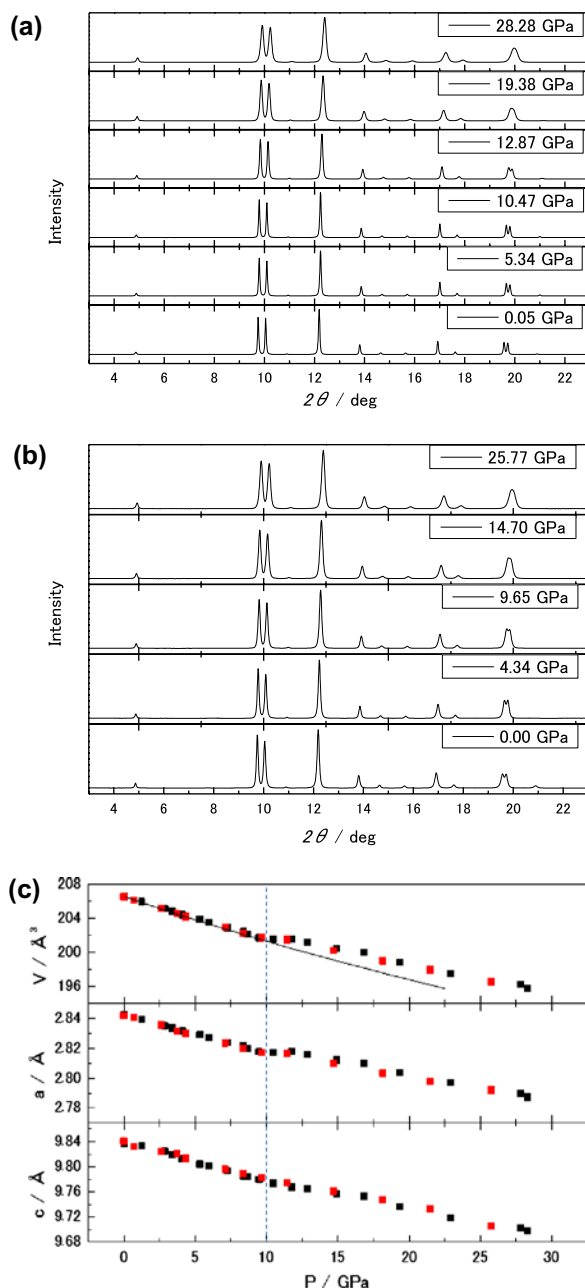 (a)
28.28 GPa
19.38 GPa
12.87 GPa
10.47 GPa
5.34 GPa
0.05 GPa
Intensity
4 6 8 10 12 14 16 18 20 22
2θ / deg
(b)
25.77 GPa
14.70 GPa
9.65 GPa
4.34 GPa
0.00 GPa
Intensity
4 6 8 10 12 14 16 18 20 22
2θ / deg
(c)
208
204
200
196
V / Å³
2.84
2.82
2.80
2.78
a / Å
9.84
9.80
9.76
9.72
9.68
c / Å
0 5 10 15 20 25 30
P / GPa